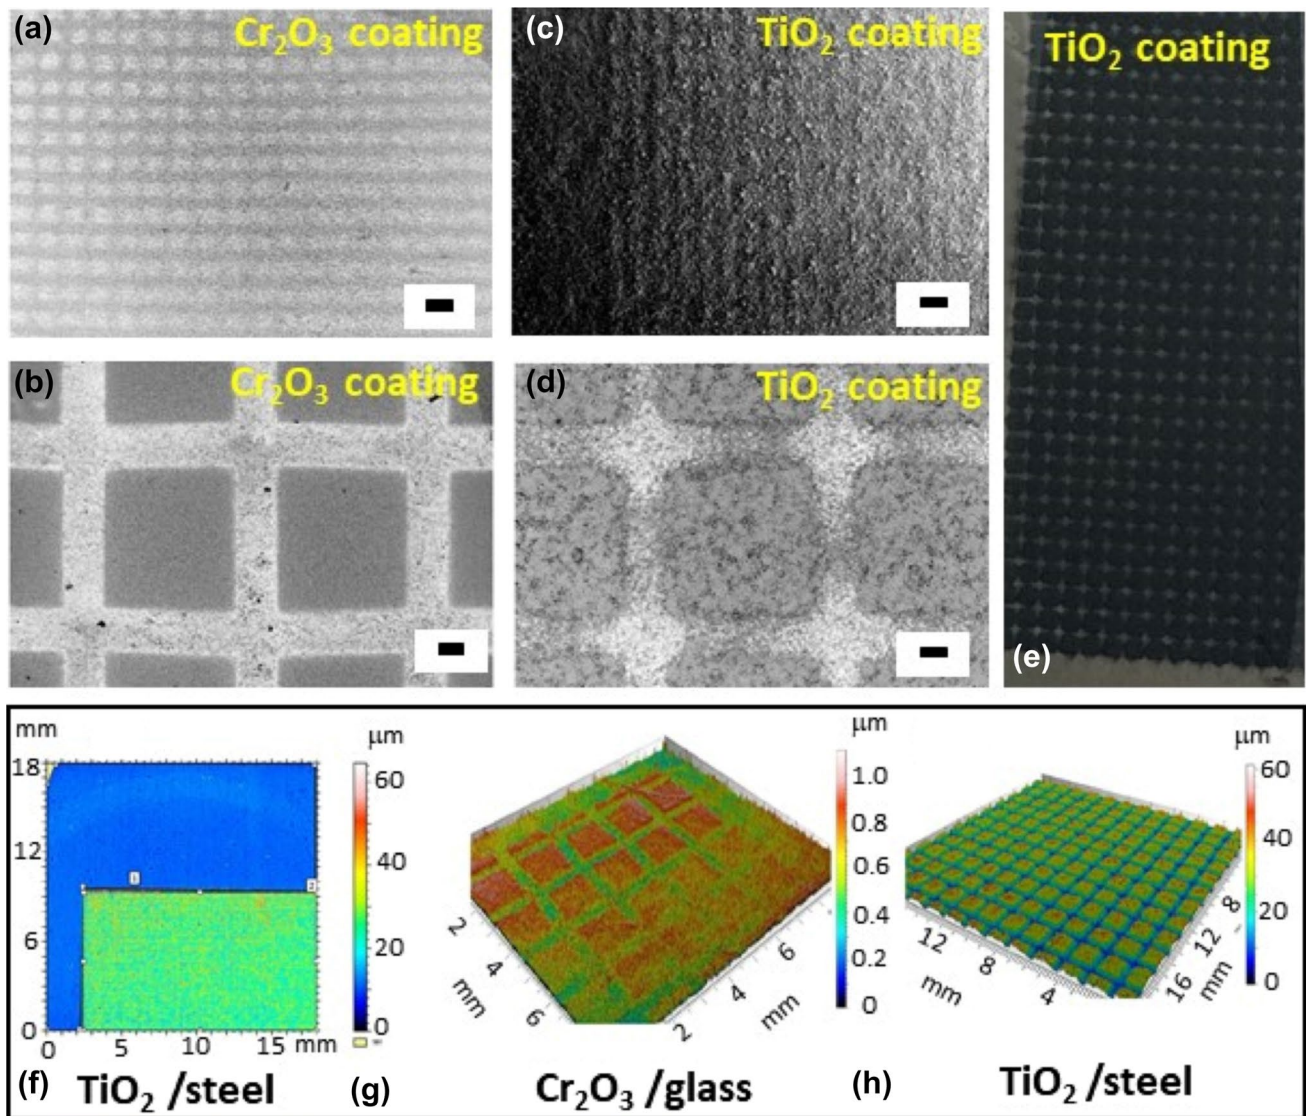 (a) Cr₂O₃ coating
(c) TiO₂ coating
TiO₂ coating
(b) Cr₂O₃ coating
(d) TiO₂ coating
(e)
mm
18
12
6
0
0 5 10 15 mm
μm
60
40
20
0
(f) TiO₂ /steel
μm
1.0
0.8
0.6
0.4
0.2
0
2
4
6
mm
2
4
6
mm
(g) Cr₂O₃ /glass
μm
60
40
20
0
12
8
4
mm
8
12
16
mm
(h) TiO₂ /steel